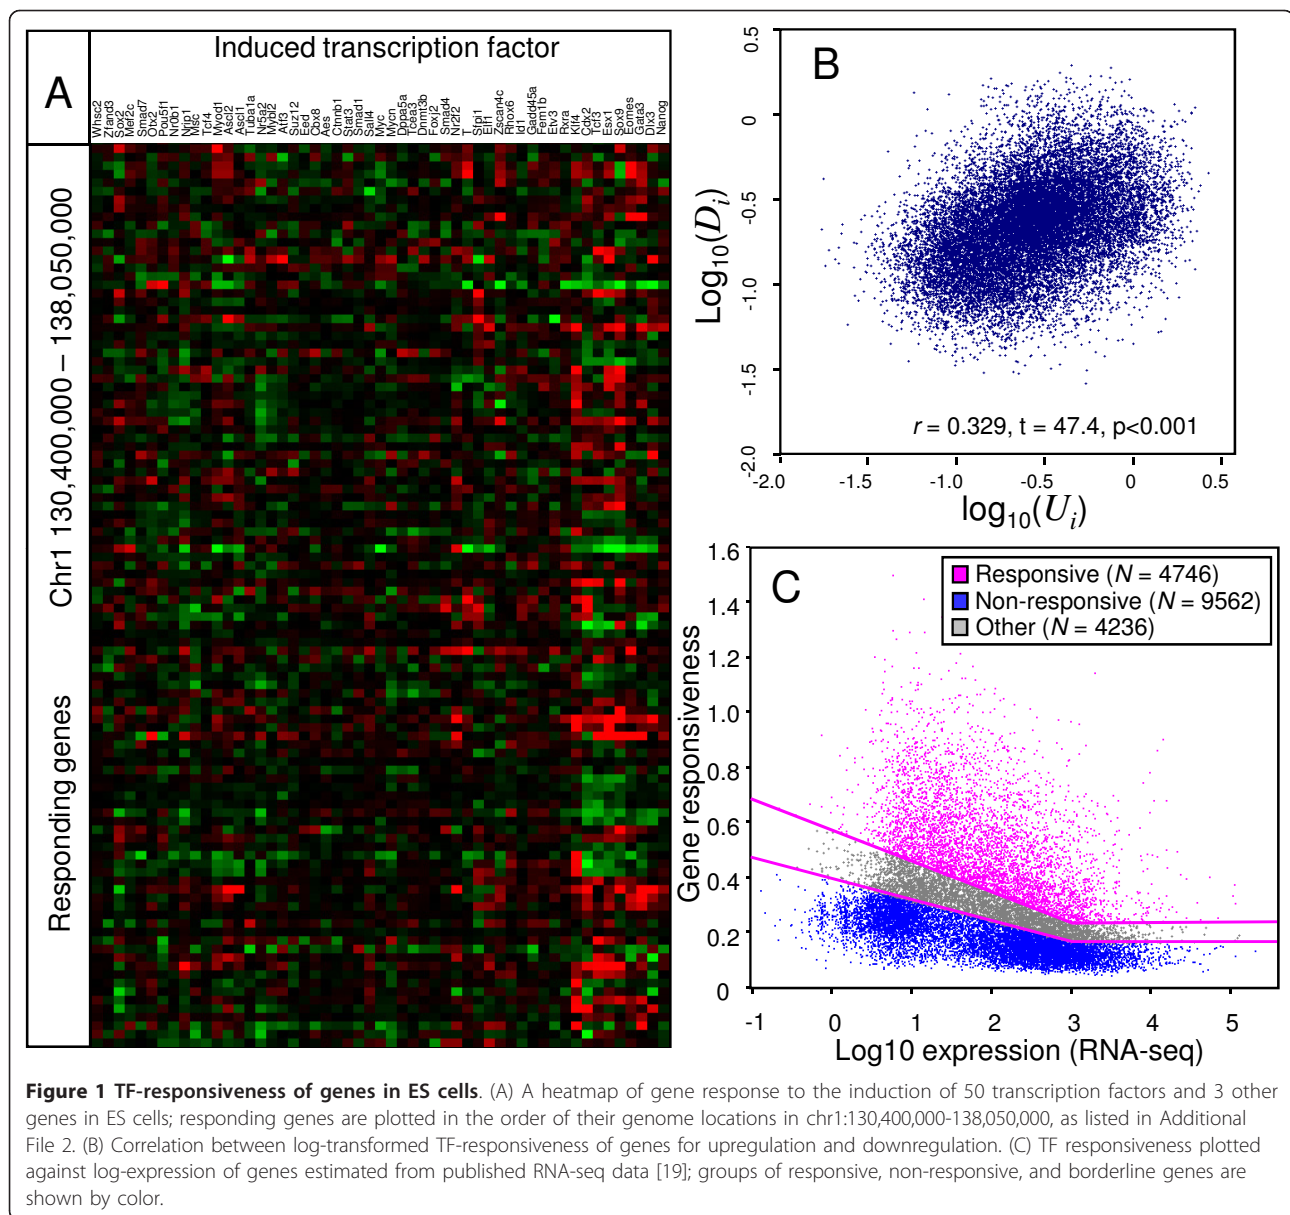 A
Induced transcription factor
Whsc2
Zfand3
Sox2
Mef2c
Smad7
Otx2
Pou5f1
Nr0b1
Nrip1
Msc
Tcf4
Myod1
Ascl2
Ascl1
Tuba1a
Nr5a2
Mybl2
Atf3
Suz12
Eed
Cbx8
Aes
Ctnnb1
Stat3
Smad1
Sall4
Myc
Mycn
Dppa5a
Tcea3
Dnmt3b
Foxj2
Smad4
Nr2f2
T
Sfpi1
Elf1
Zscan4c
Rhox6
Id1
Gadd45a
Fem1b
Etv3
Rxra
Klf4
Cdx2
Tcf3
Esx1
Sox9
Eomes
Gata3
Dlx3
Nanog
Chr1 130,400,000 – 138,050,000
Responding genes
B
0.5
0
-0.5
-1.0
-1.5
-2.0
Log10(Di)
r = 0.329, t = 47.4, p<0.001
-2.0 -1.5 -1.0 -0.5 0 0.5
log10(Ui)
C
Responsive (N = 4746)
Non-responsive (N = 9562)
Other (N = 4236)
1.6
1.4
1.2
1.0
0.8
0.6
0.4
0.2
0
Gene responsiveness
-1 0 1 2 3 4 5
Log10 expression (RNA-seq)
Figure 1 TF-responsiveness of genes in ES cells. (A) A heatmap of gene response to the induction of 50 transcription factors and 3 other
genes in ES cells; responding genes are plotted in the order of their genome locations in chr1:130,400,000-138,050,000, as listed in Additional
File 2. (B) Correlation between log-transformed TF-responsiveness of genes for upregulation and downregulation. (C) TF responsiveness plotted
against log-expression of genes estimated from published RNA-seq data [19]; groups of responsive, non-responsive, and borderline genes are
shown by color.